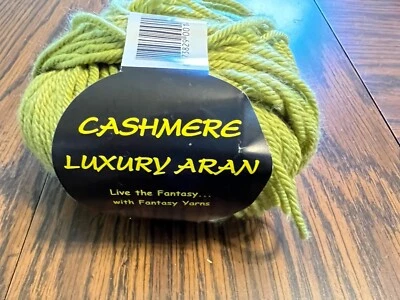 CASHMERE
LUXURY ARAN
Live the Fantasy...
with Fantasy Yarns